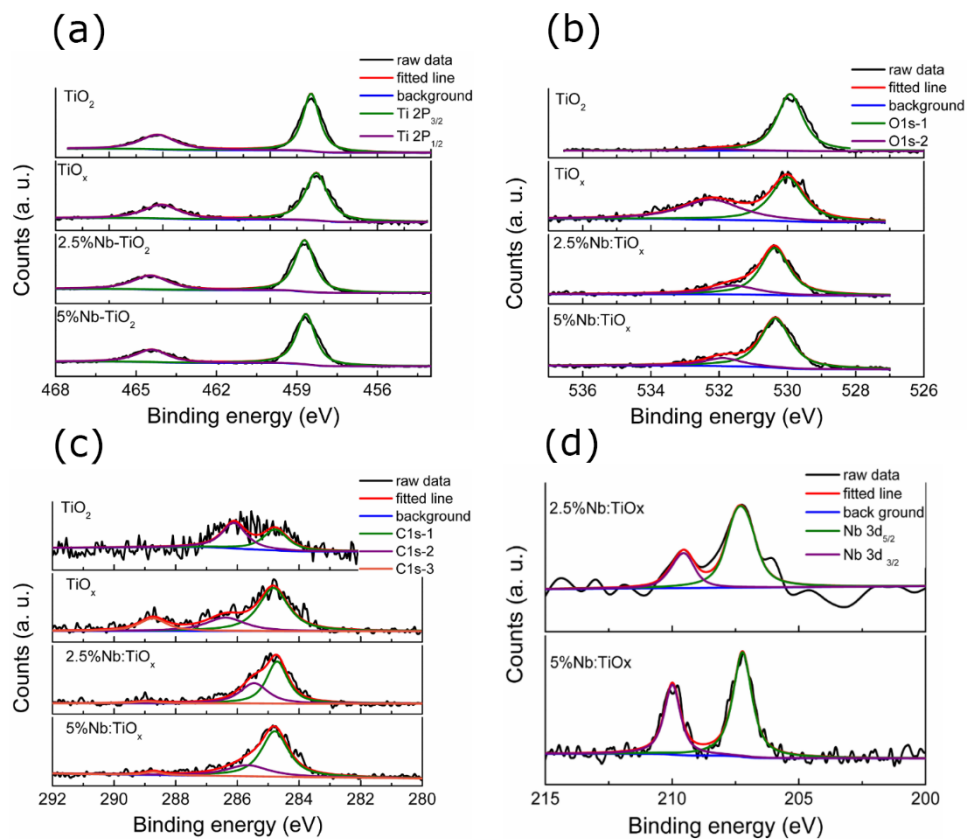 (a)
raw data
fitted line
background
Ti 2P3/2
Ti 2P1/2
TiO2
TiOx
2.5%Nb-TiO2
5%Nb-TiO2
Counts (a. u.)
468 464 460 456
Binding energy (eV)
(b)
raw data
fitted line
background
O1s-1
O1s-2
TiO2
TiOx
2.5%Nb:TiOx
5%Nb:TiOx
Counts (a. u.)
536 534 532 530 528 526
Binding energy (eV)
(c)
raw data
fitted line
background
C1s-1
C1s-2
C1s-3
TiO2
TiOx
2.5%Nb:TiOx
5%Nb:TiOx
Counts (a. u.)
292 290 288 286 284 282 280
Binding energy (eV)
(d)
raw data
fitted line
back ground
Nb 3d5/2
Nb 3d 3/2
2.5%Nb:TiOx
5%Nb:TiOx
Counts (a. u.)
215 210 205 200
Binding energy (eV)